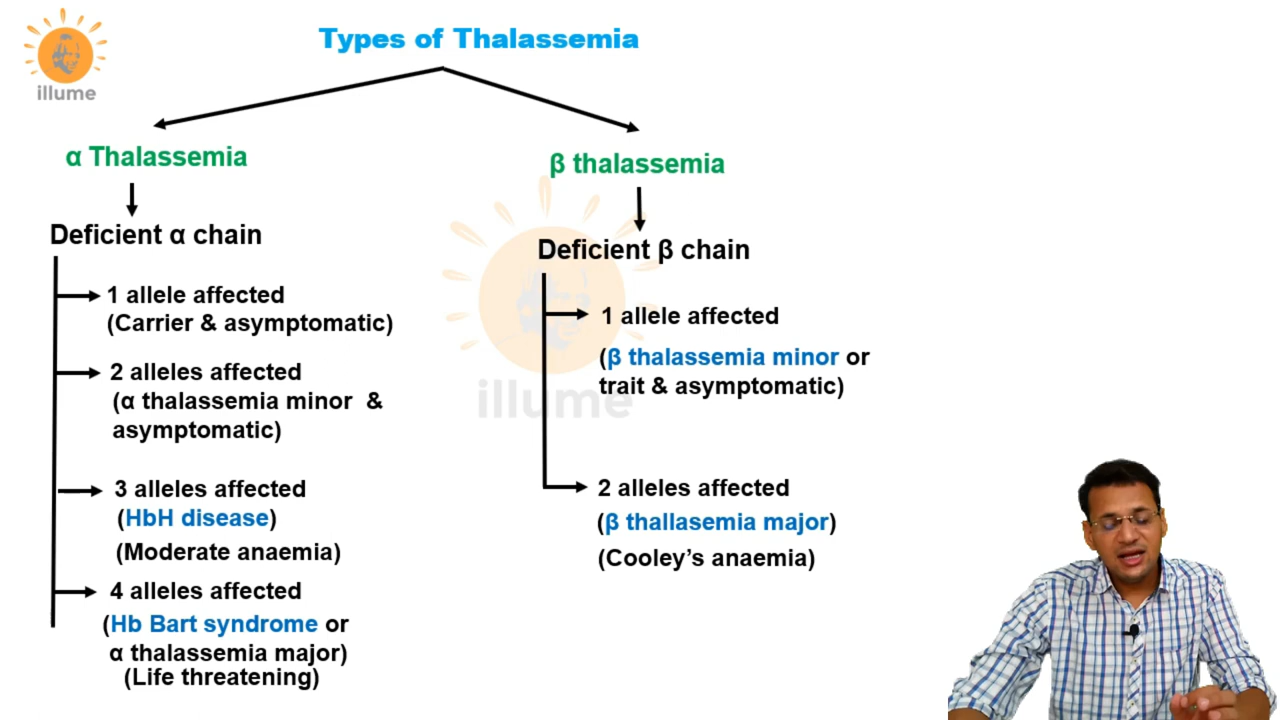 illume
Types of Thalassemia
α Thalassemia
Deficient α chain
1 allele affected
(Carrier & asymptomatic)
2 alleles affected
(α thalassemia minor &
asymptomatic)
3 alleles affected
(HbH disease)
(Moderate anaemia)
4 alleles affected
(Hb Bart syndrome or
α thalassemia major)
(Life threatening)
β thalassemia
Deficient β chain
1 allele affected
(β thalassemia minor or
trait & asymptomatic)
illume
2 alleles affected
(β thallasemia major)
(Cooley's anaemia)